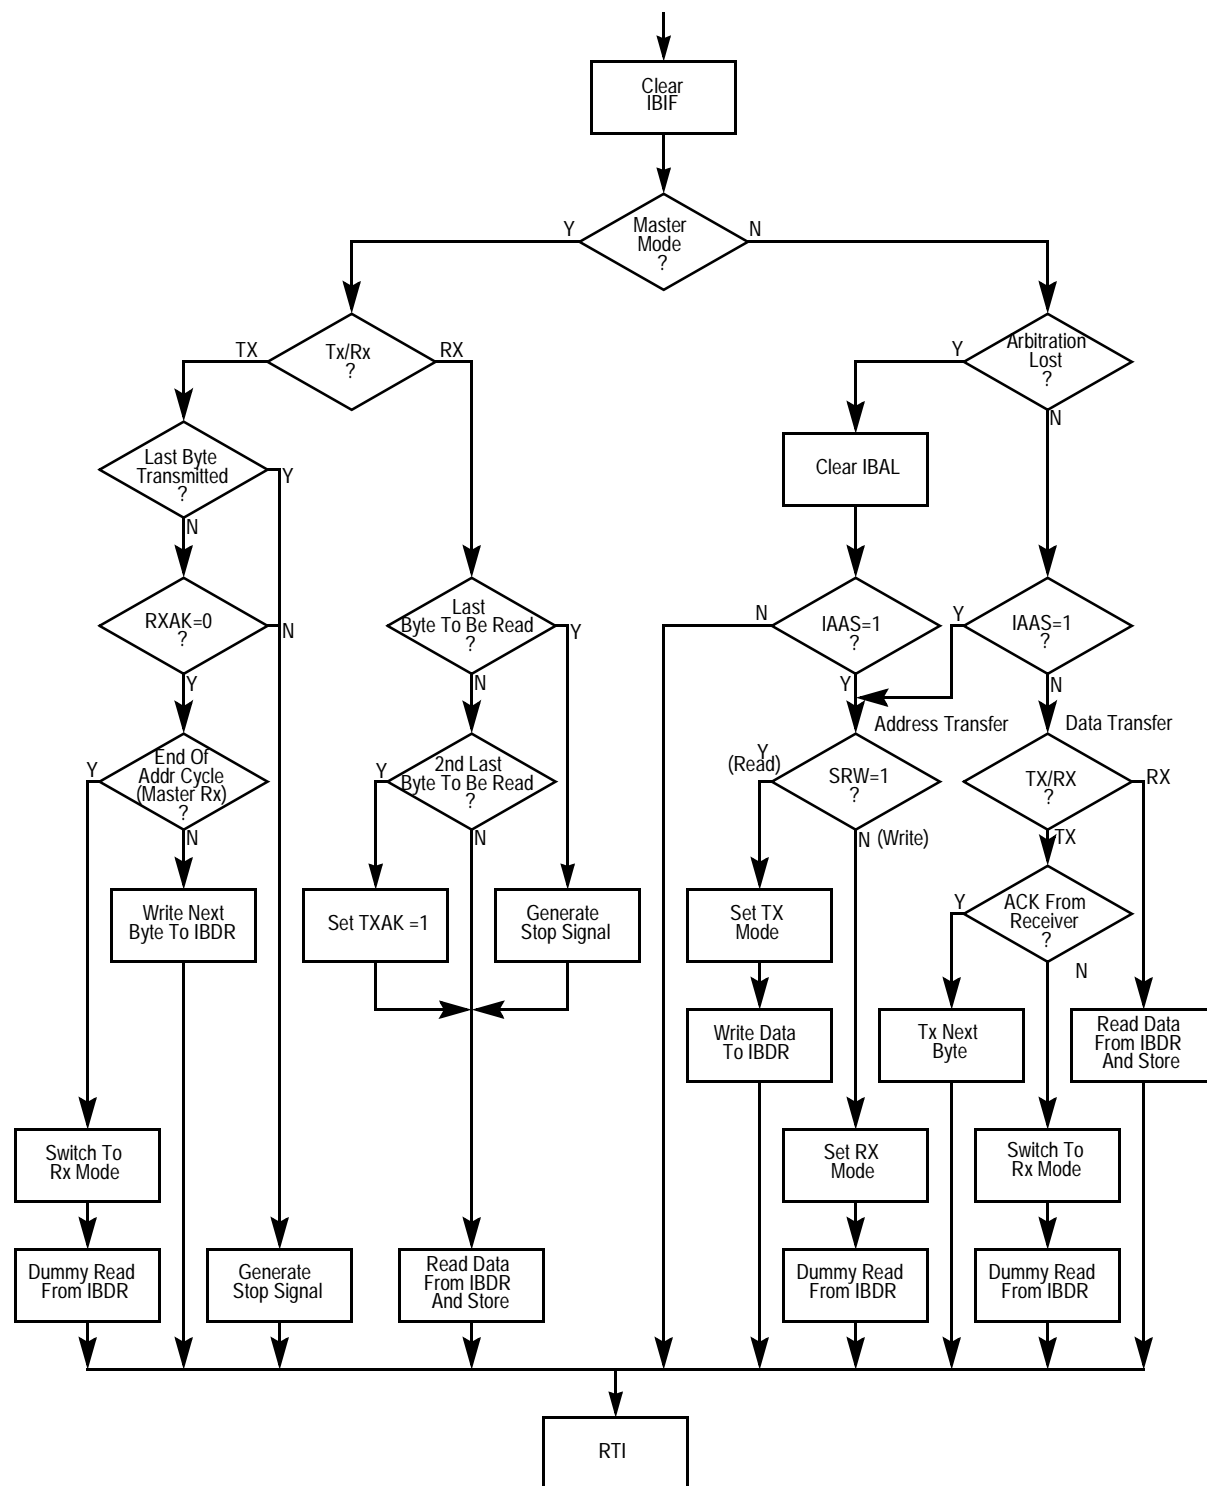 Clear
IBIF
Master
Mode
?
Y
N
Tx/Rx
?
TX
RX
Arbitration
Lost
?
Y
N
Last Byte
Transmitted
?
Y
N
Clear IBAL
RXAK=0
?
N
Y
Last
Byte To Be Read
?
Y
N
IAAS=1
?
N
Y
IAAS=1
?
Y
N
Address Transfer
Data Transfer
End Of
Addr Cycle
(Master Rx)
?
Y
N
2nd Last
Byte To Be Read
?
Y
N
Y
(Read)
SRW=1
?
N (Write)
TX/RX
?
RX
TX
Write Next
Byte To IBDR
Set TXAK =1
Generate
Stop Signal
Set TX
Mode
ACK From
Receiver
?
Y
N
Write Data
To IBDR
Tx Next
Byte
Read Data
From IBDR
And Store
Switch To
Rx Mode
Set RX
Mode
Switch To
Rx Mode
Dummy Read
From IBDR
Generate
Stop Signal
Read Data
From IBDR
And Store
Dummy Read
From IBDR
Dummy Read
From IBDR
RTI